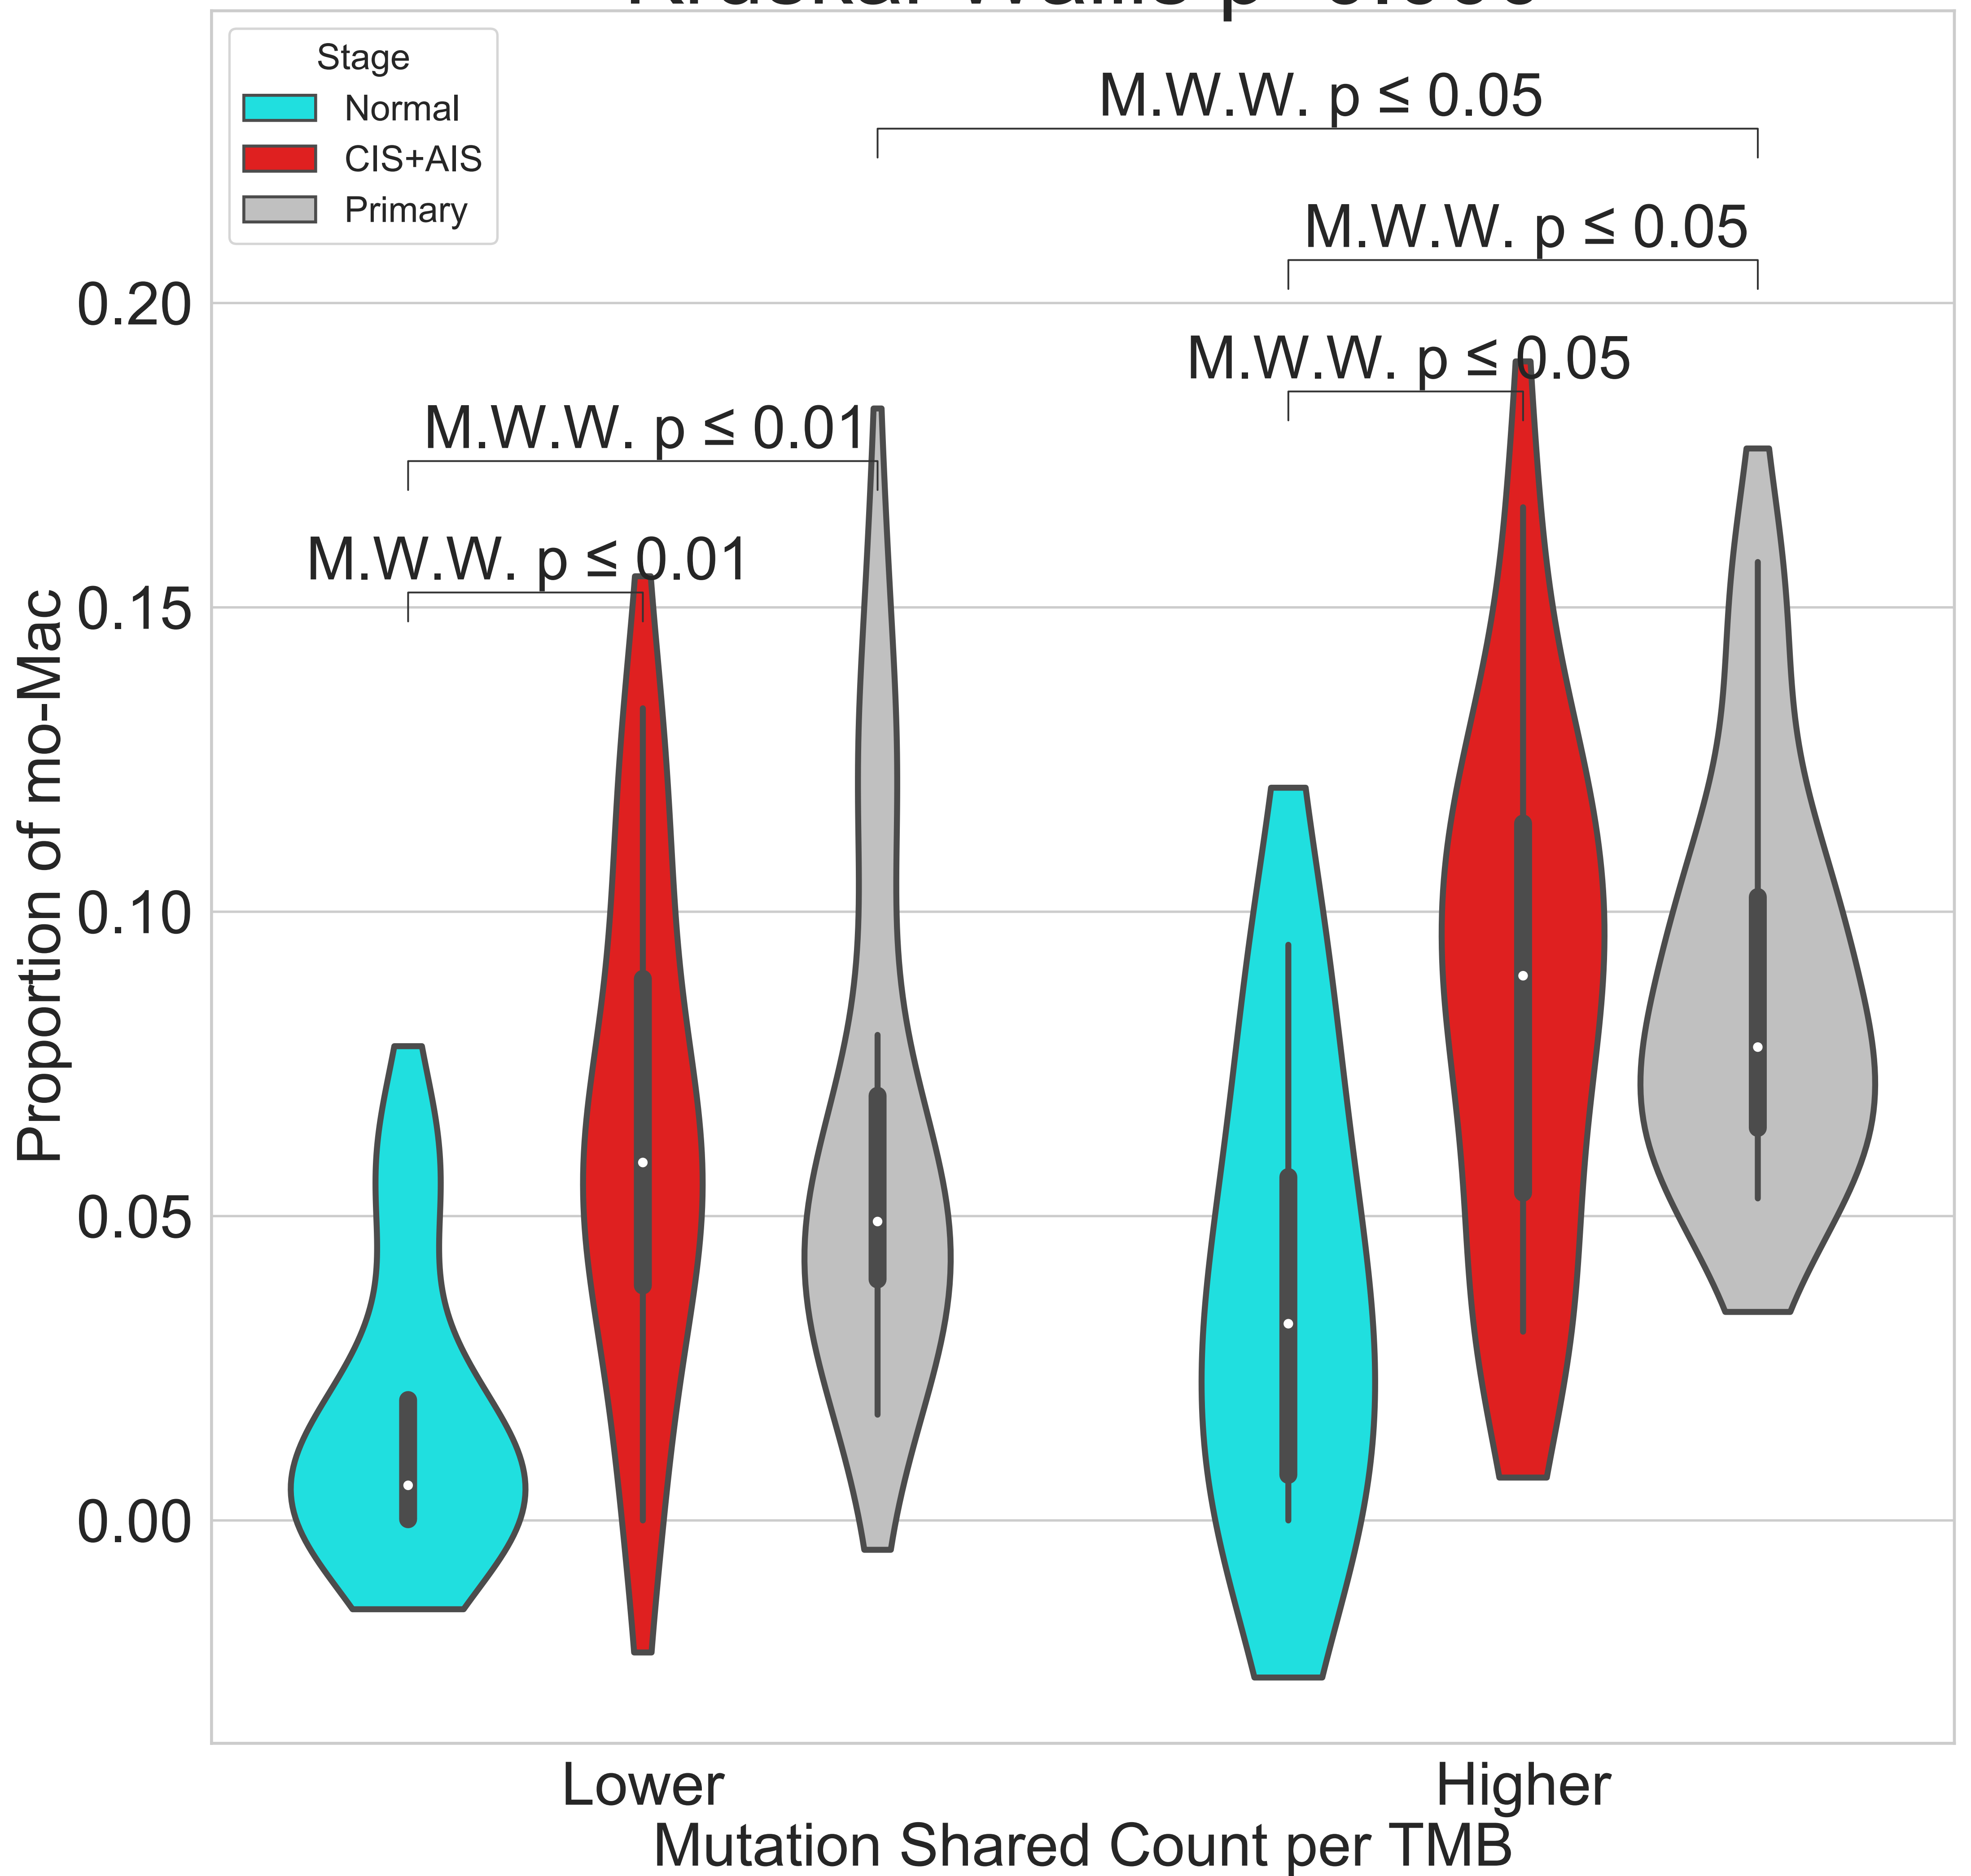 Stage
Normal
CIS+AIS
Primary
M.W.W. p ≤ 0.05
M.W.W. p ≤ 0.05
M.W.W. p ≤ 0.05
M.W.W. p ≤ 0.01
M.W.W. p ≤ 0.01
0.20
0.15
0.10
0.05
0.00
Proportion of mo-Mac
Lower
Higher
Mutation Shared Count per TMB